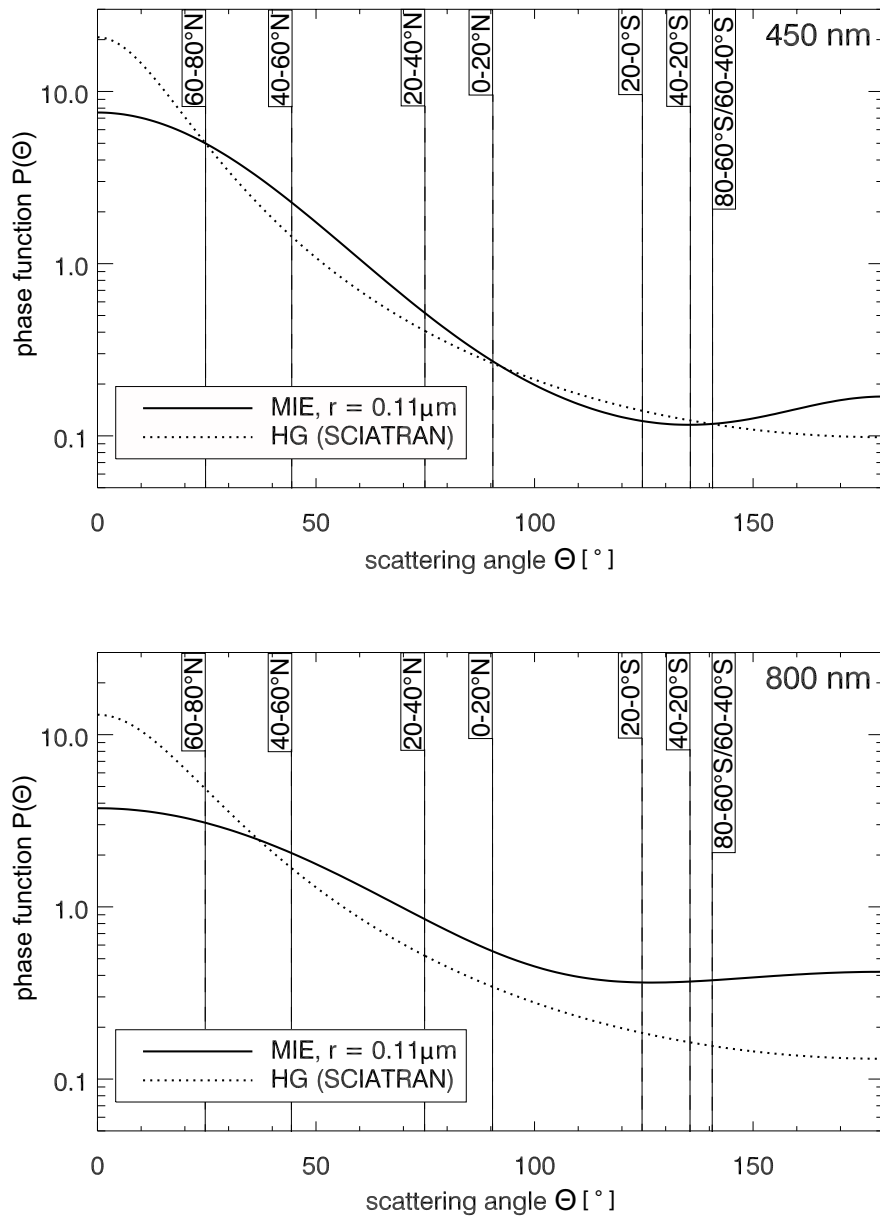 450 nm
60-80°N
40-60°N
20-40°N
0-20°N
20-0°S
40-20°S
80-60°S/60-40°S
phase function P(Θ)
10.0
1.0
0.1
MIE, r = 0.11µm
HG (SCIATRAN)
0
50
100
150
scattering angle Θ [°]
800 nm
60-80°N
40-60°N
20-40°N
0-20°N
20-0°S
40-20°S
80-60°S/60-40°S
phase function P(Θ)
10.0
1.0
0.1
MIE, r = 0.11µm
HG (SCIATRAN)
0
50
100
150
scattering angle Θ [°]